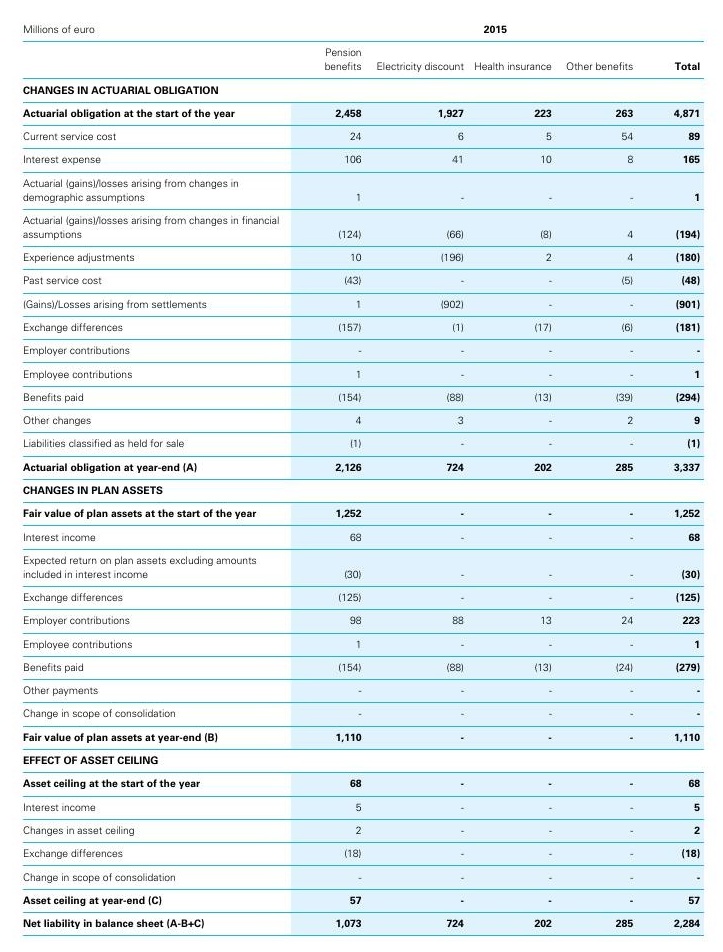 Millions of euro 2015
Pension
benefits Electricity discount Health insurance Other benefits Total
CHANGES IN ACTUARIAL OBLIGATION
Actuarial obligation at the start of the year 2,458 1,927 223 263 4,871
Current service cost 24 6 5 54 89
Interest expense 106 41 10 8 165
Actuarial (gains)/losses arising from changes in
demographic assumptions 1 - - - 1
Actuarial (gains)/losses arising from changes in financial
assumptions (124) (66) (8) 4 (194)
Experience adjustments 10 (196) 2 4 (180)
Past service cost (43) - - (5) (48)
(Gains)/Losses arising from settlements 1 (902) - - (901)
Exchange differences (157) (1) (17) (6) (181)
Employer contributions - - - - -
Employee contributions 1 - - - 1
Benefits paid (154) (88) (13) (39) (294)
Other changes 4 3 - 2 9
Liabilities classified as held for sale (1) - - - (1)
Actuarial obligation at year-end (A) 2,126 724 202 285 3,337
CHANGES IN PLAN ASSETS
Fair value of plan assets at the start of the year 1,252 - - - 1,252
Interest income 68 - - - 68
Expected return on plan assets excluding amounts
included in interest income (30) - - - (30)
Exchange differences (125) - - - (125)
Employer contributions 98 88 13 24 223
Employee contributions 1 - - - 1
Benefits paid (154) (88) (13) (24) (279)
Other payments - - - - -
Change in scope of consolidation - - - - -
Fair value of plan assets at year-end (B) 1,110 - - - 1,110
EFFECT OF ASSET CEILING
Asset ceiling at the start of the year 68 - - - 68
Interest income 5 - - - 5
Changes in asset ceiling 2 - - - 2
Exchange differences (18) - - - (18)
Change in scope of consolidation - - - - -
Asset ceiling at year-end (C) 57 - - - 57
Net liability in balance sheet (A-B+C) 1,073 724 202 285 2,284